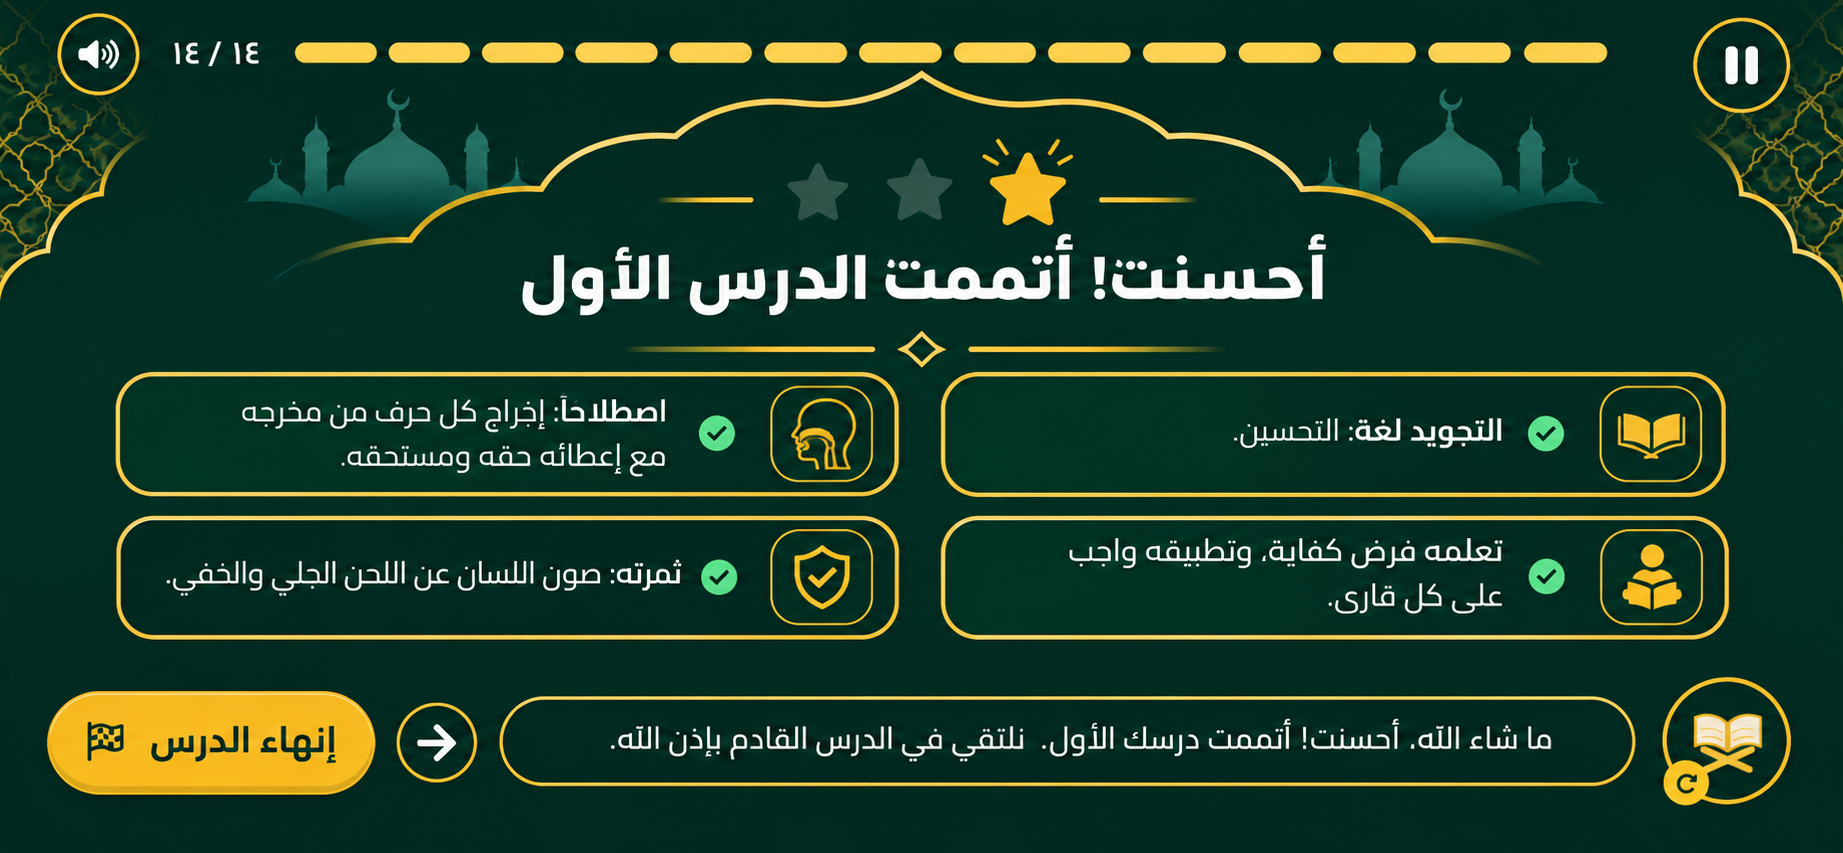 ١٤ / ١٤
أحسنت! أتممت الدرس الأول
التجويد لغة: التحسين.
اصطلاحاً: إخراج كل حرف من مخرجه
مع إعطائه حقه ومستحقه.
تعلمه فرض كفاية، وتطبيقه واجب
على كل قارئ.
ثمرته: صون اللسان عن اللحن الجلي والخفي.
ما شاء الله، أحسنت! أتممت درسك الأول. نلتقي في الدرس القادم بإذن الله.
إنهاء الدرس